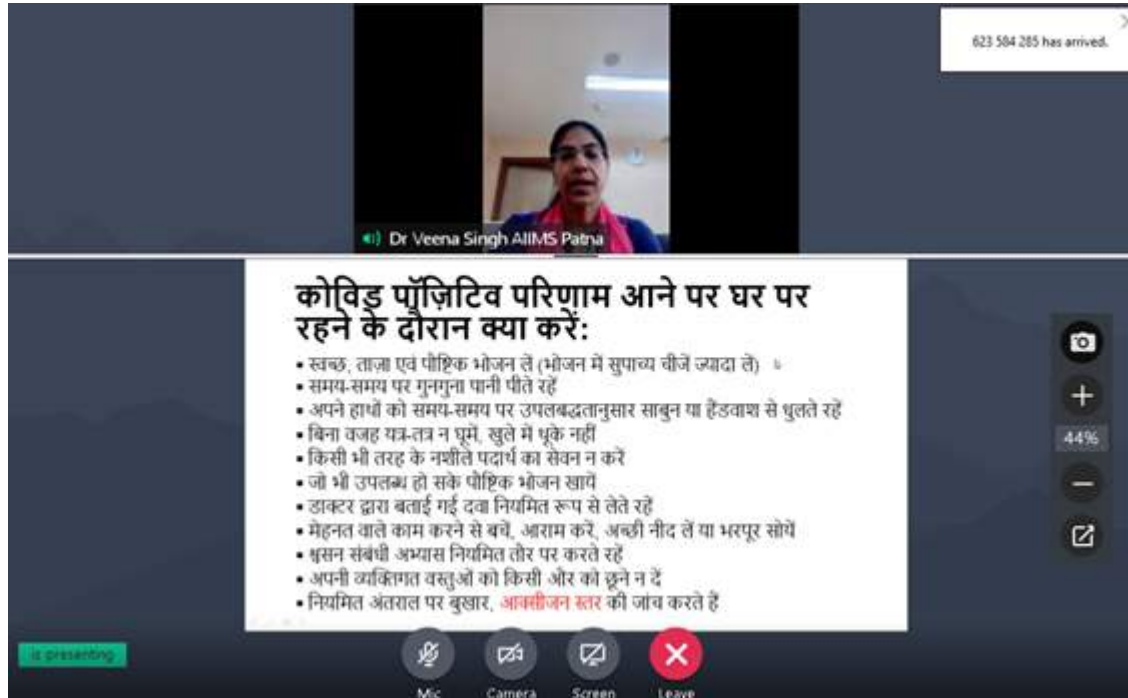 623 584 285 has arrived.
Dr Veena Singh AIIMS Patna
कोविड पॉज़िटिव परिणाम आने पर घर पर
रहने के दौरान क्या करें:
▪ स्वच्छ, ताज़ा एवं पौष्टिक भोजन लें (भोजन में सुपाच्य चीजें ज्यादा लें)
▪ समय-समय पर गुनगुना पानी पीते रहें
▪ अपने हाथों को समय-समय पर उपलबद्धतानुसार साबुन या हैंडवाश से धुलते रहें
▪ बिना वजह यत्र-तत्र न घूमें, खुले में थूके नहीं
▪ किसी भी तरह के नशीले पदार्थ का सेवन न करें
▪ जो भी उपलब्ध हो सके पौष्टिक भोजन खायें
▪ डाक्टर द्वारा बताई गई दवा नियमित रूप से लेते रहें
▪ मेहनत वाले काम करने से बचें, आराम करें, अच्छी नीद लें या भरपूर सोयें
▪ श्वसन संबंधी अभ्यास नियमित तौर पर करते रहें
▪ अपनी व्यक्तिगत वस्तुओं को किसी और को छूने न दें
▪ नियमित अंतराल पर बुखार, आक्सीजन स्तर की जांच करते हैं
44%
is presenting
Mic Camera Screen Leave